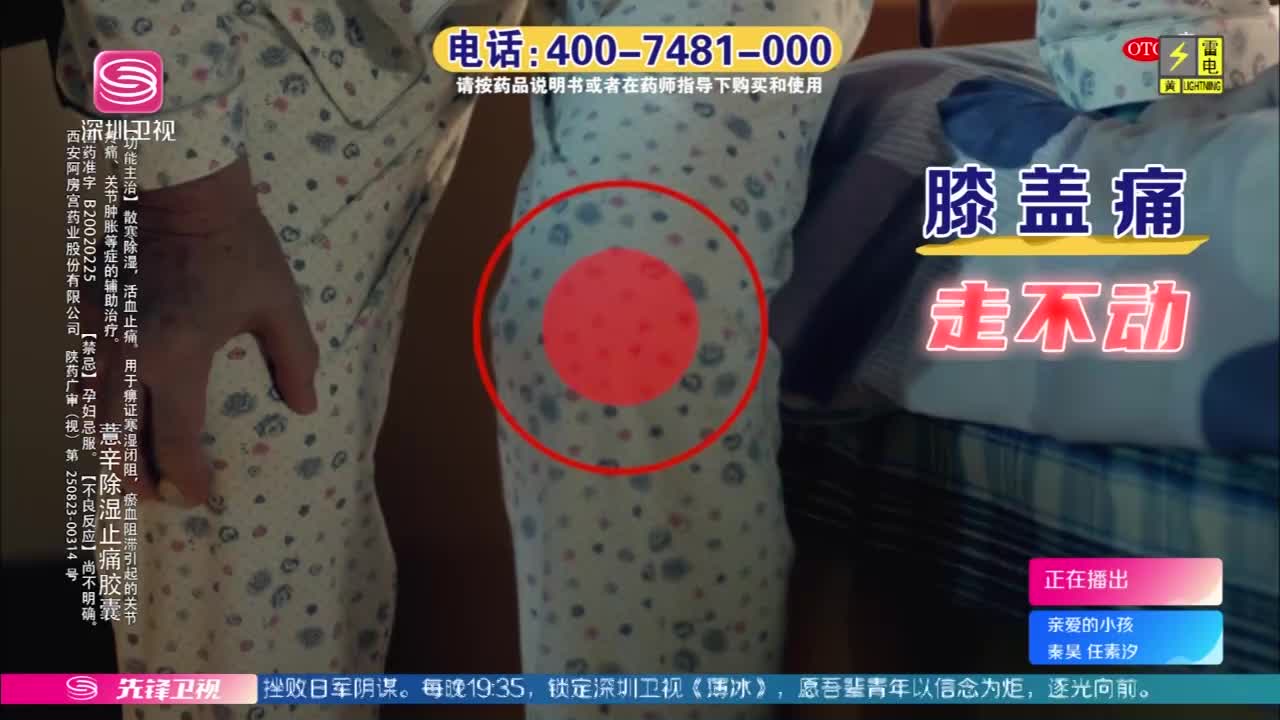 电话:400-7481-000
请按药品说明书或者在药师指导下购买和使用
OTC
雷电
黄 LIGHTNING
深圳卫视
功能主治】散寒除湿，活血止痛。用于痹证寒湿闭阻，瘀血阻滞引起的关节
疼痛、关节肿胀等症的辅助治疗。
薏辛除湿止痛胶囊
国药准字 B20020225 【禁忌】孕妇忌服。【不良反应】尚不明确。
西安阿房宫药业股份有限公司 陕药广审（视）第 250823-00314 号
膝盖痛
走不动
正在播出
亲爱的小孩
秦昊 任素汐
先锋卫视
挫败日军阴谋。每晚19:35，锁定深圳卫视《薄冰》，愿吾辈青年以信念为炬，逐光向前。